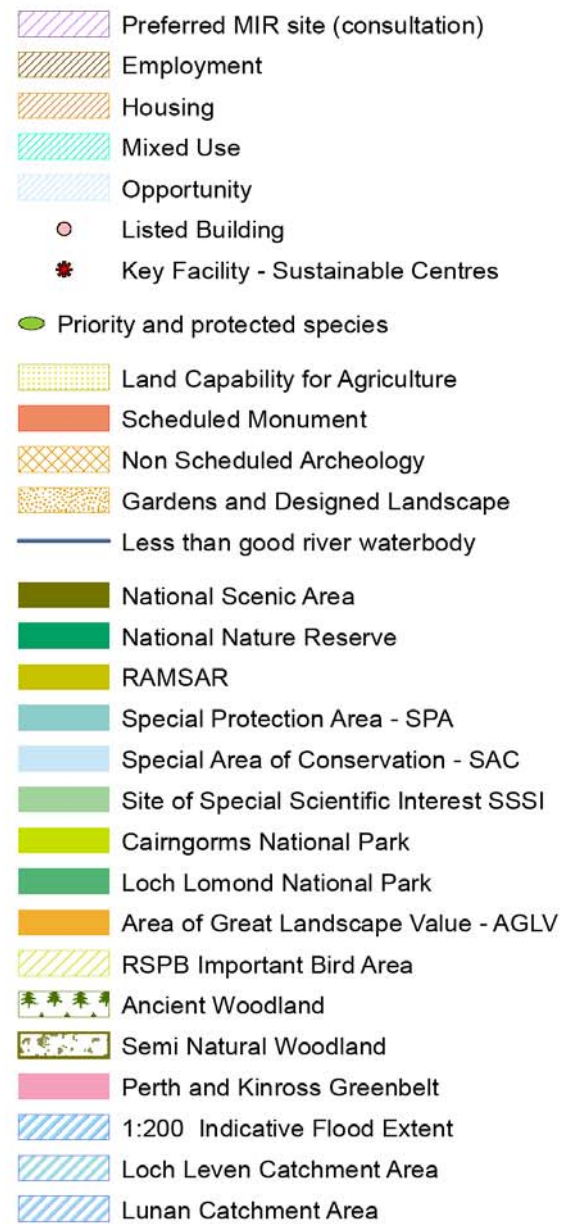 Preferred MIR site (consultation)
Employment
Housing
Mixed Use
Opportunity
Listed Building
Key Facility - Sustainable Centres
Priority and protected species
Land Capability for Agriculture
Scheduled Monument
Non Scheduled Archeology
Gardens and Designed Landscape
Less than good river waterbody
National Scenic Area
National Nature Reserve
RAMSAR
Special Protection Area - SPA
Special Area of Conservation - SAC
Site of Special Scientific Interest SSSI
Cairngorms National Park
Loch Lomond National Park
Area of Great Landscape Value - AGLV
RSPB Important Bird Area
Ancient Woodland
Semi Natural Woodland
Perth and Kinross Greenbelt
1:200 Indicative Flood Extent
Loch Leven Catchment Area
Lunan Catchment Area